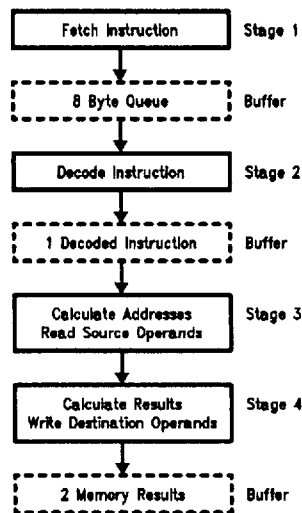 Fetch Instruction Stage 1
8 Byte Queue Buffer
Decode Instruction Stage 2
1 Decoded Instruction Buffer
Calculate Addresses Stage 3
Read Source Operands
Calculate Results Stage 4
Write Destination Operands
2 Memory Results Buffer